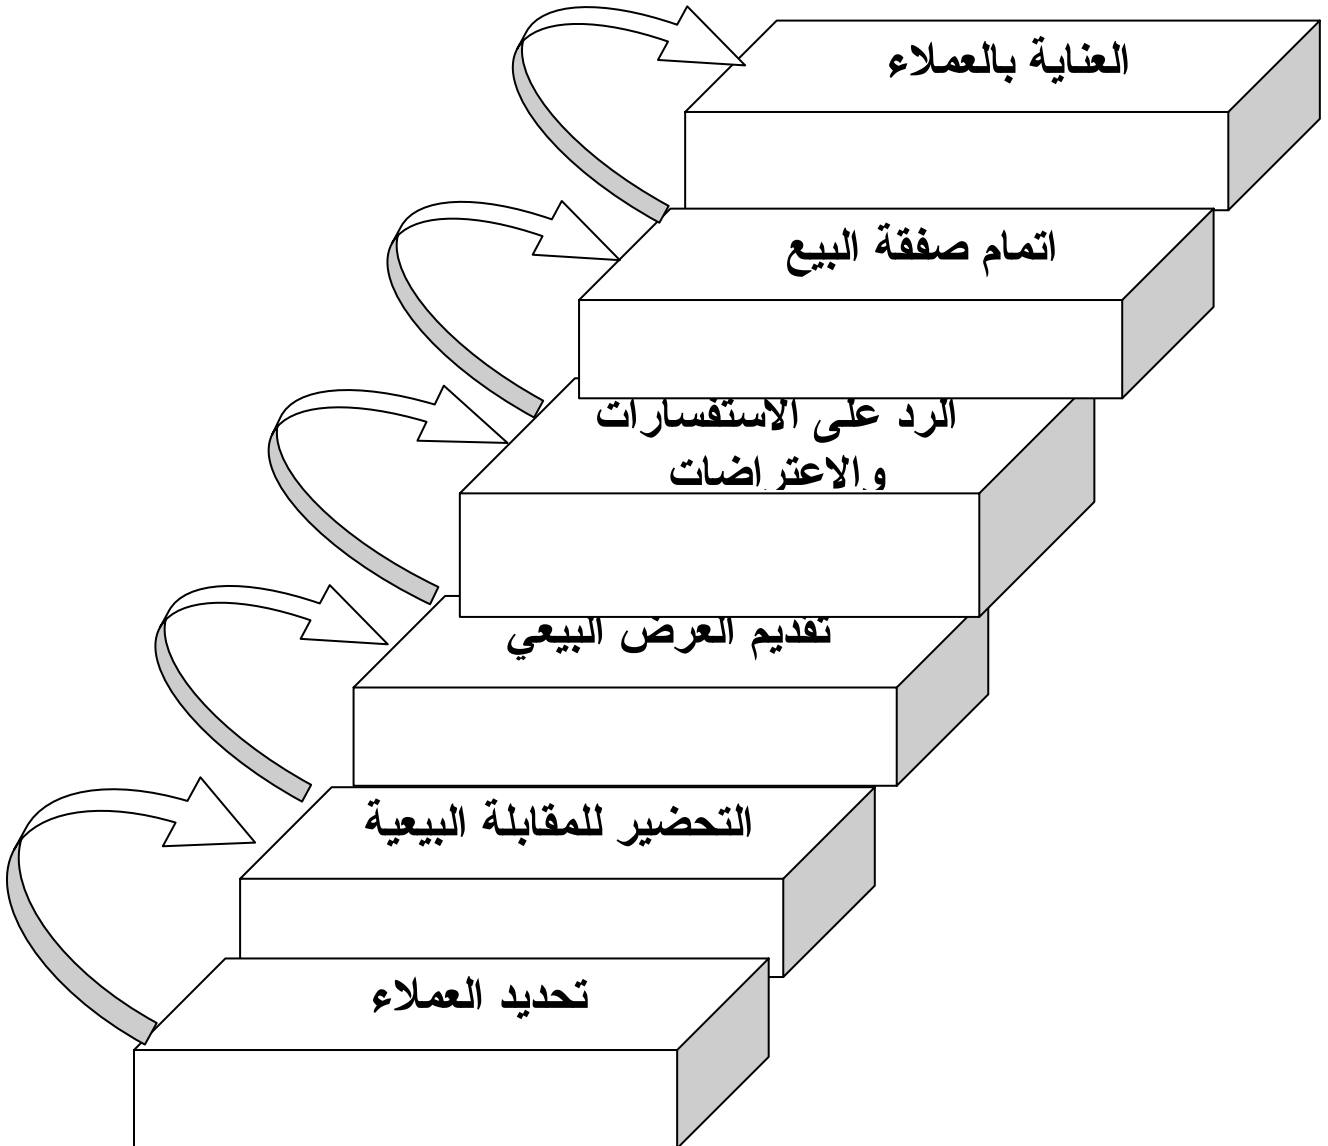 العناية بالعملاء
اتمام صفقة البيع
الرد على الاستفسارات
والاعتراضات
تقديم العرض البيعي
التحضير للمقابلة البيعية
تحديد العملاء